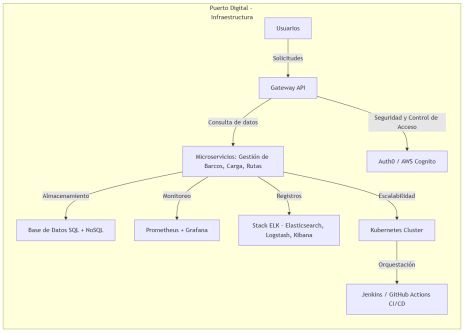 Puerto Digital -
Infraestructura
Usuarios
Solicitudes
Gateway API
Consulta de datos
Seguridad y Control de
Acceso
Microservicios: Gestión de
Barcos, Carga, Rutas
Auth0 / AWS Cognito
Almacenamiento
Monitoreo
Registros
Escalabilidad
Base de Datos SQL + NoSQL
Prometheus + Grafana
Stack ELK - Elasticsearch,
Logstash, Kibana
Kubernetes Cluster
Orquestación
Jenkins / GitHub Actions
CI/CD